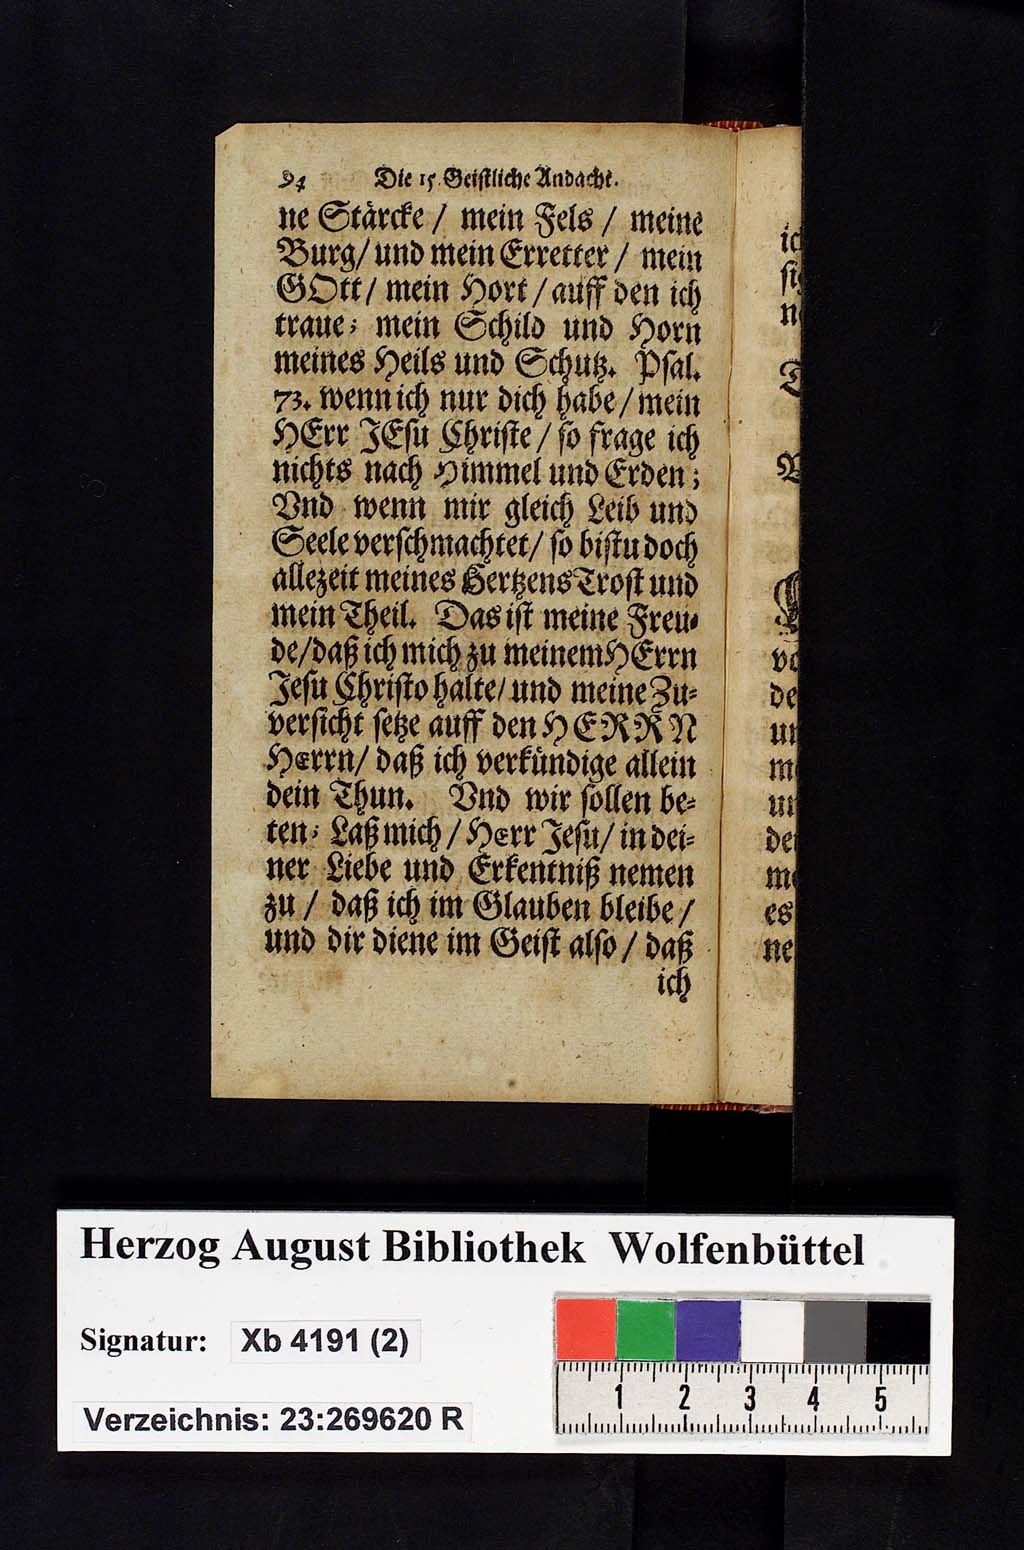 94 Die 15. Geistliche Andacht.
ne Stärcke / mein Fels / meine
Burg / und mein Erretter / mein
GOtt / mein Hort / auff den ich
traue; mein Schild und Horn
meines Heils und Schutz. Psal.
73. wenn ich nur dich habe / mein
HErr JEsu Christe / so frage ich
nichts nach Himmel und Erden;
Vnd wenn mir gleich Leib und
Seele verschmachtet / so bistu doch
allezeit meines Hertzens Trost und
mein Theil. Das ist meine Freu-
de / daß ich mich zu meinem HErrn
Jesu Christo halte / und meine Zu-
versicht setze auff den HERRN
Herrn / daß ich verkündige allein
dein Thun. Vnd wir sollen be-
ten; Laß mich / Herr Jesu / in dei-
ner Liebe und Erkentniß nemen
zu / daß ich im Glauben bleibe /
und dir diene im Geist also / daß
ich
Herzog August Bibliothek Wolfenbüttel
Signatur: Xb 4191 (2)
Verzeichnis: 23:269620 R
1 2 3 4 5